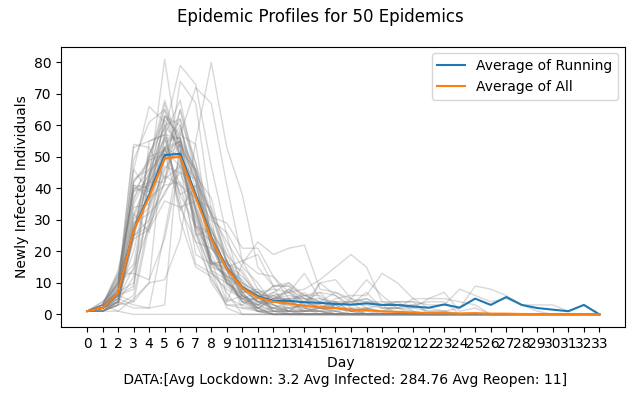 Epidemic Profiles for 50 Epidemics
Average of Running
Average of All
80
70
60
50
40
30
20
10
0
Newly Infected Individuals
0 1 2 3 4 5 6 7 8 9 10 11 12 13 14 15 16 17 18 19 20 21 22 23 24 25 26 27 28 29 30 31 32 33
Day
DATA:[Avg Lockdown: 3.2 Avg Infected: 284.76 Avg Reopen: 11]